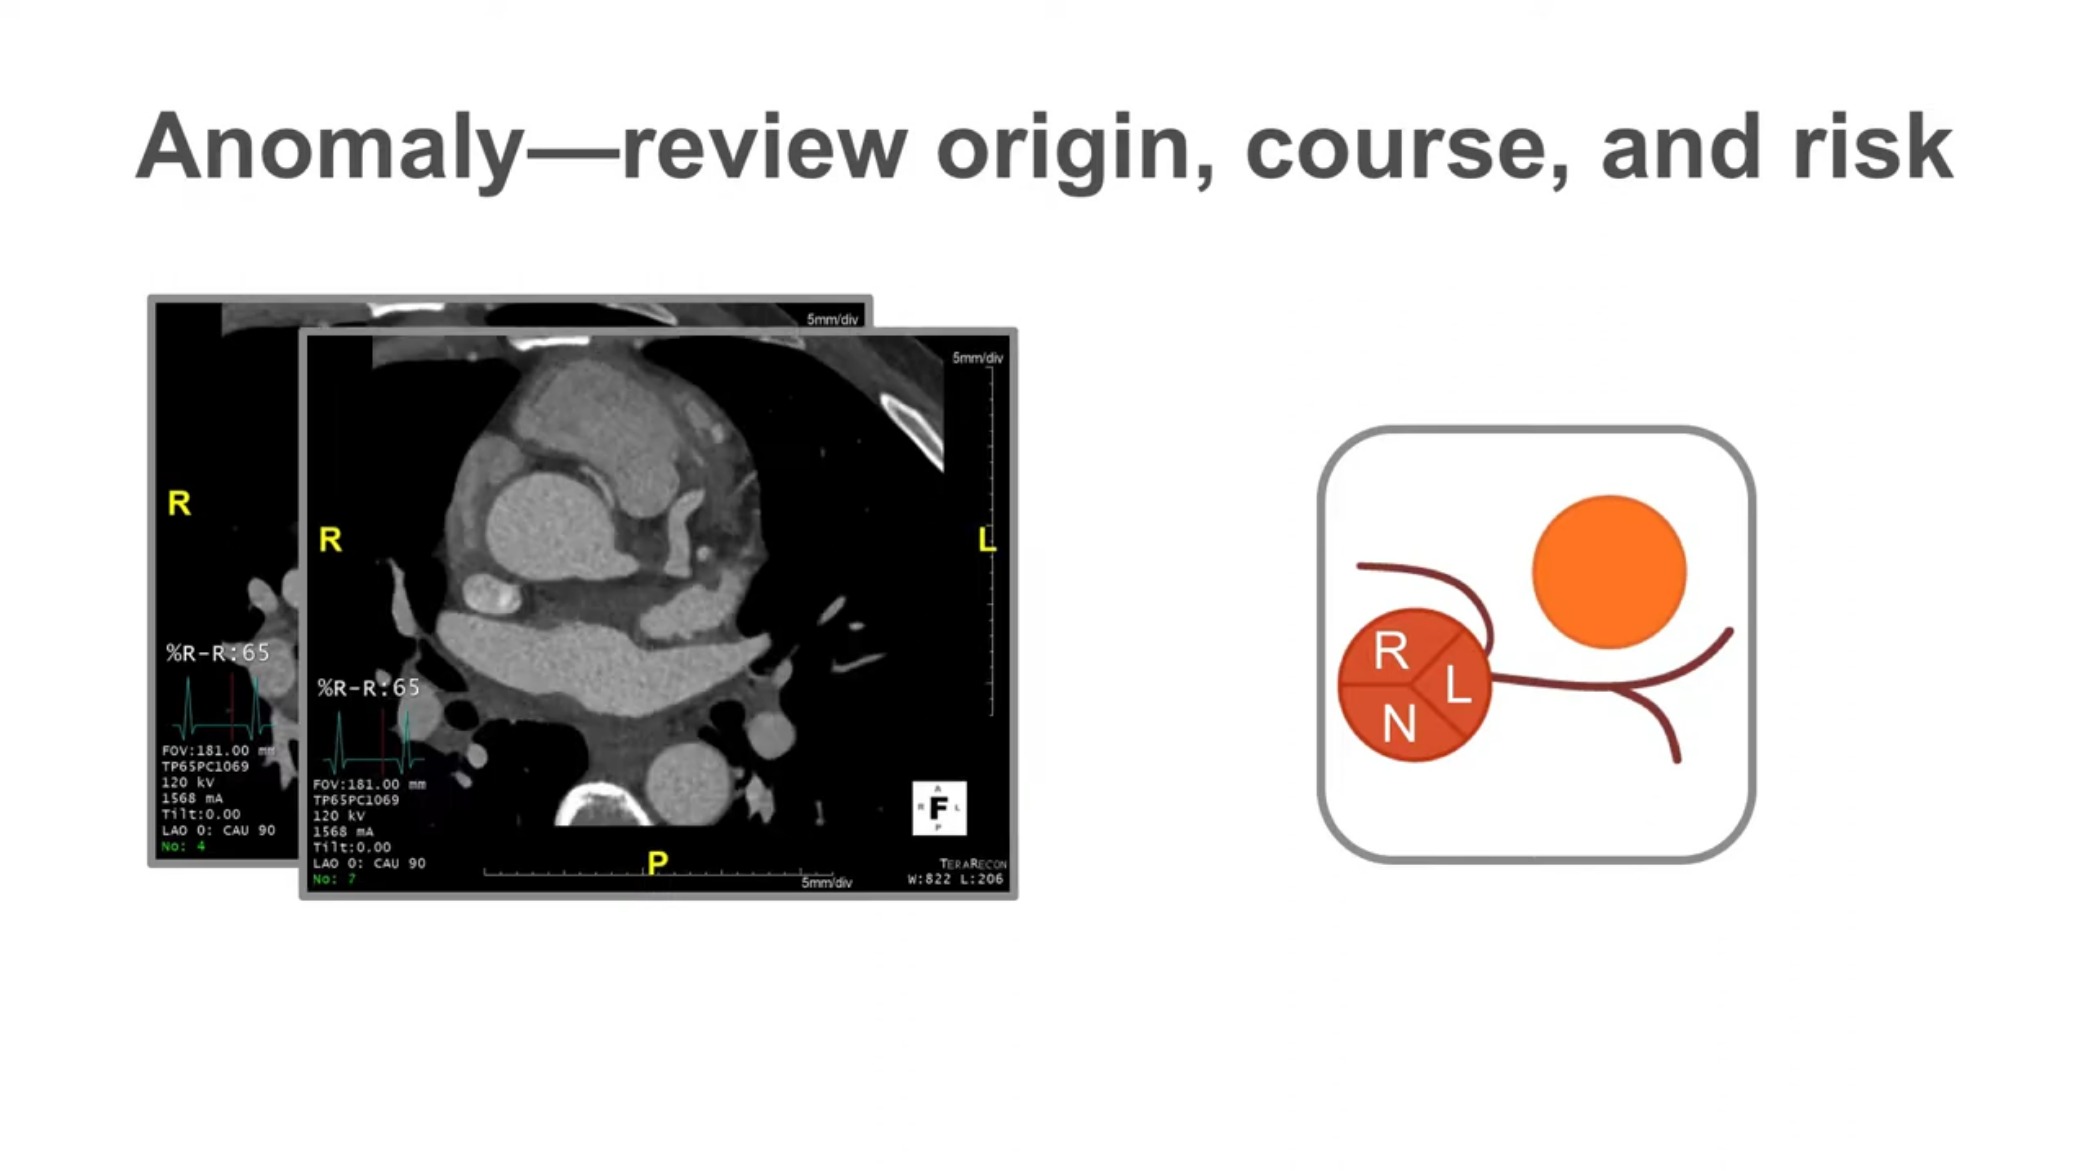 Anomaly—review origin, course, and risk
5mm/div
R
%R-R:65
FOV:181.00 mm
TP65PC1069
120 kV
1568 mA
Tilt:0.00
LAO 0: CAU 90
No: 4
5mm/div
R
L
%R-R:65
FOV:181.00 mm
TP65PC1069
120 kV
1568 mA
Tilt:0.00
LAO 0: CAU 90
No: 7
P
5mm/div
A
R F L
P
TERARECON
W:822 L:206
R
L
N